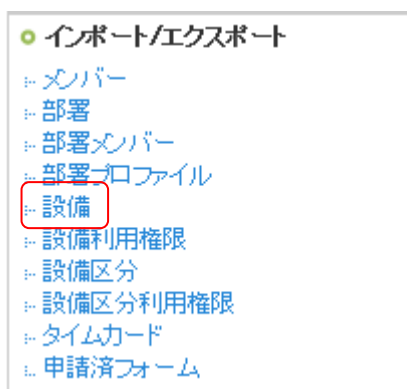 インポート/エクスポート
メンバー
部署
部署メンバー
部署プロファイル
設備
設備利用権限
設備区分
設備区分利用権限
タイムカード
申請済フォーム